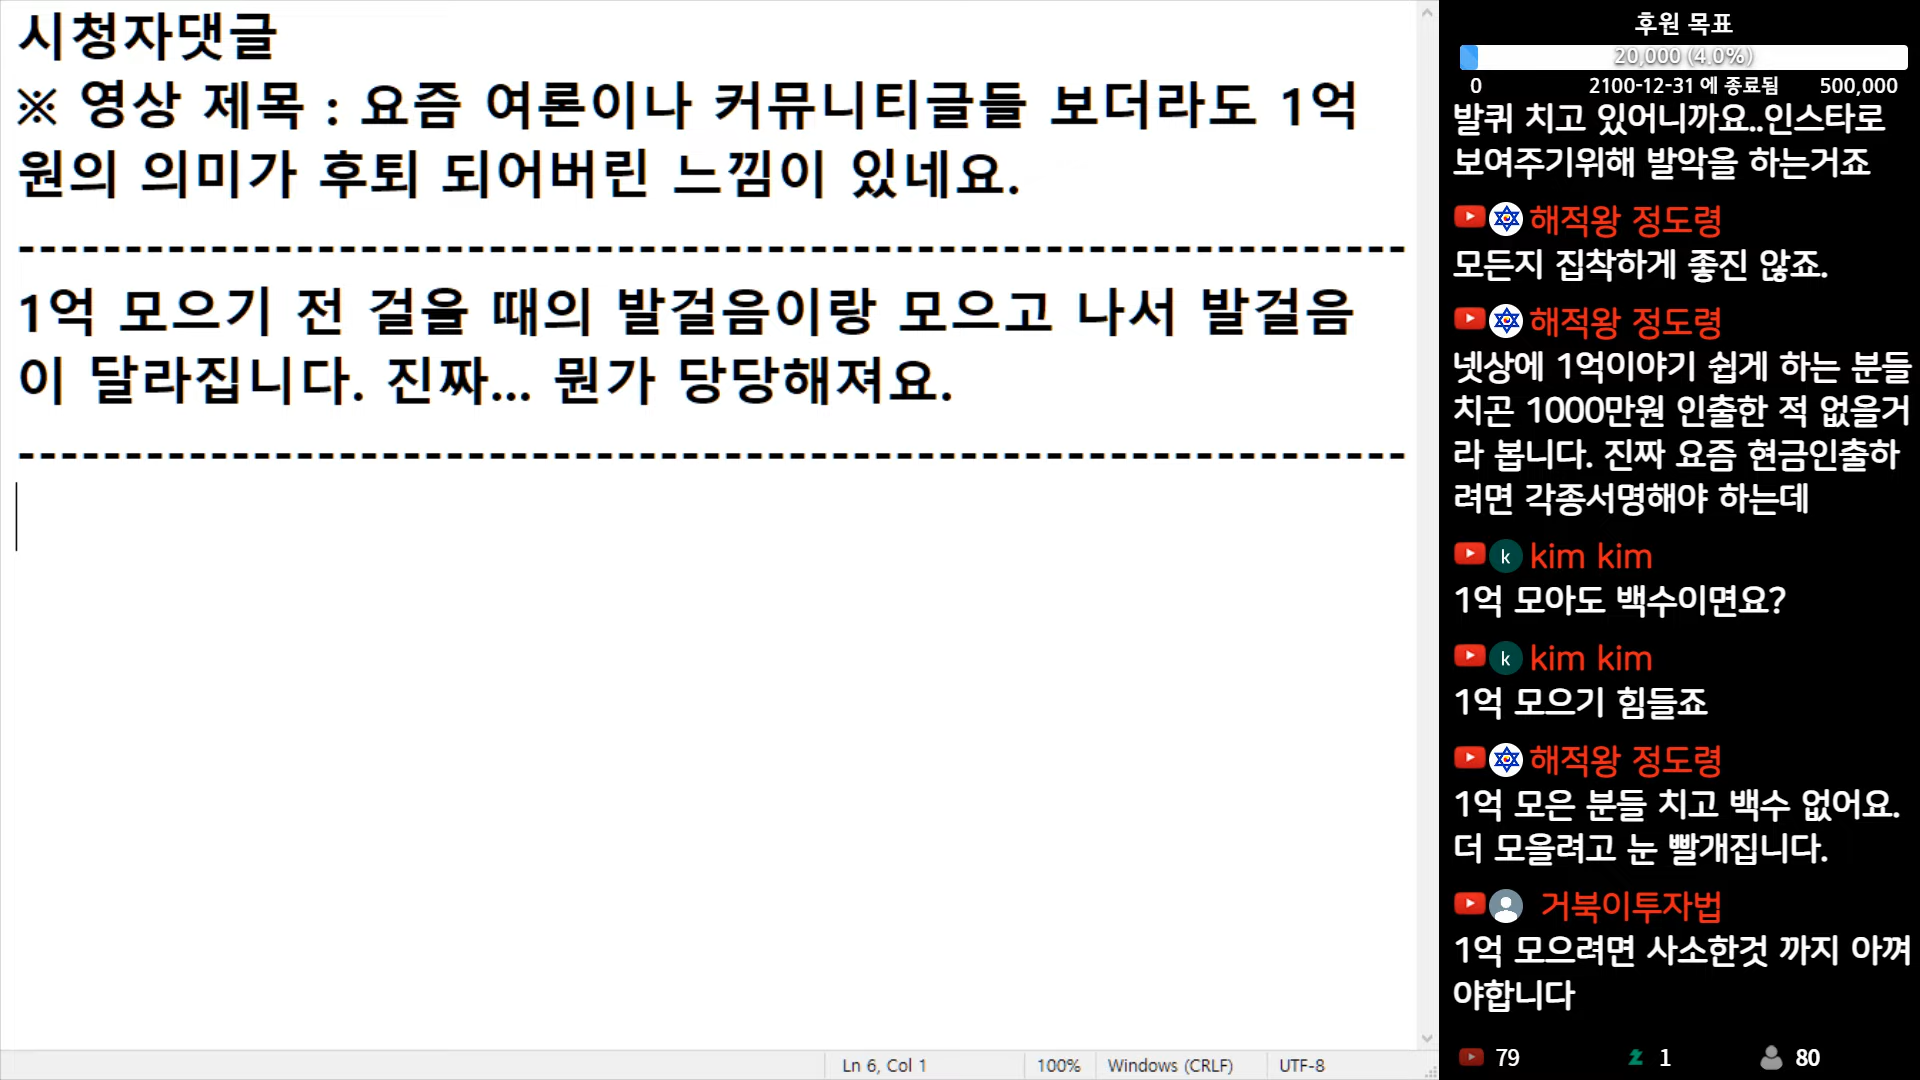 시청자댓글
※ 영상 제목 : 요즘 여론이나 커뮤니티글들 보더라도 1억
원의 의미가 후퇴 되어버린 느낌이 있네요.
--------------------------------------------------------------------
1억 모으기 전 걸을 때의 발걸음이랑 모으고 나서 발걸음
이 달라집니다. 진짜... 뭔가 당당해져요.
--------------------------------------------------------------------
Ln 6, Col 1
100%
Windows (CRLF)
UTF-8
후원 목표
20,000 (4.0%)
0 2100-12-31 에 종료됨 500,000
발퀴 치고 있어니까요..인스타로
보여주기위해 발악을 하는거죠
해적왕 정도령
모든지 집착하게 좋진 않죠.
해적왕 정도령
넷상에 1억이야기 쉽게 하는 분들
치곤 1000만원 인출한 적 없을거
라 봅니다. 진짜 요즘 현금인출하
려면 각종서명해야 하는데
k kim kim
1억 모아도 백수이면요?
k kim kim
1억 모으기 힘들죠
해적왕 정도령
1억 모은 분들 치고 백수 없어요.
더 모을려고 눈 빨개집니다.
거북이투자법
1억 모으려면 사소한것 까지 아껴
야합니다
79 1 80